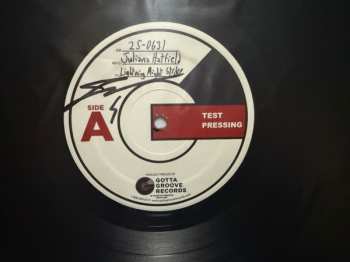 25-0631
Juliana Hatfield
Lightning Might Strike
SIDE
A
TEST
PRESSING
GOTTA
GROOVE
RECORDS